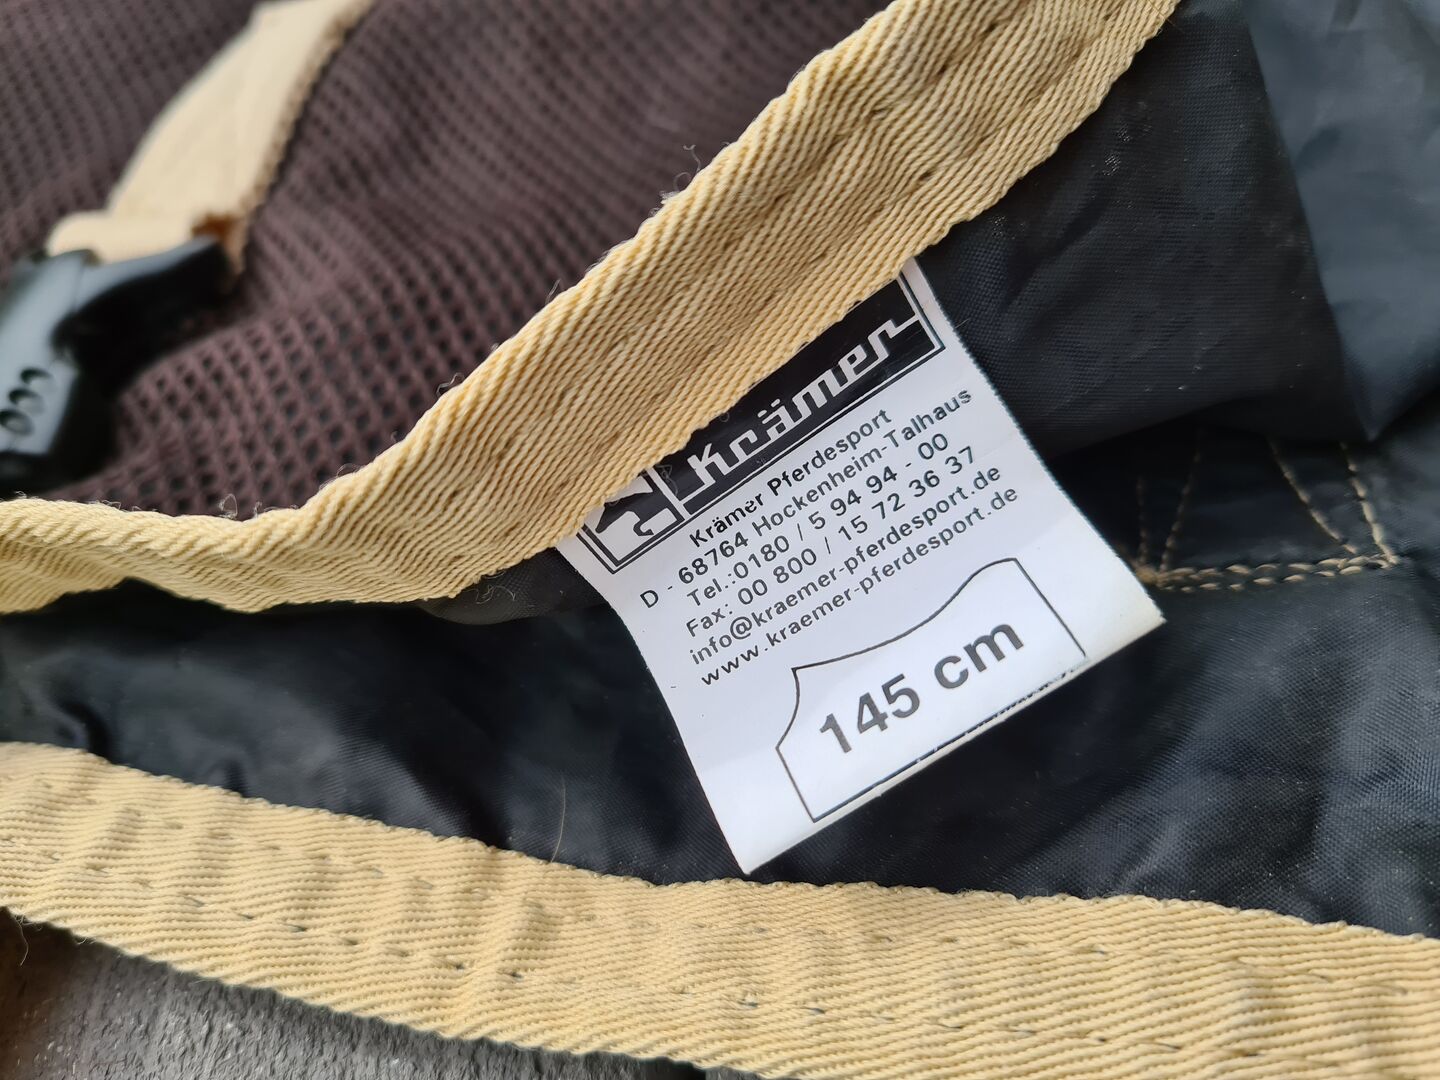 Krämer
Krämer Pferdesport
D - 68764 Hockenheim-Talhaus
Tel.:0180 / 5 94 94 - 00
Fax: 00 800 / 15 72 36 37
info@kraemer-pferdesport.de
www.kraemer-pferdesport.de
145 cm